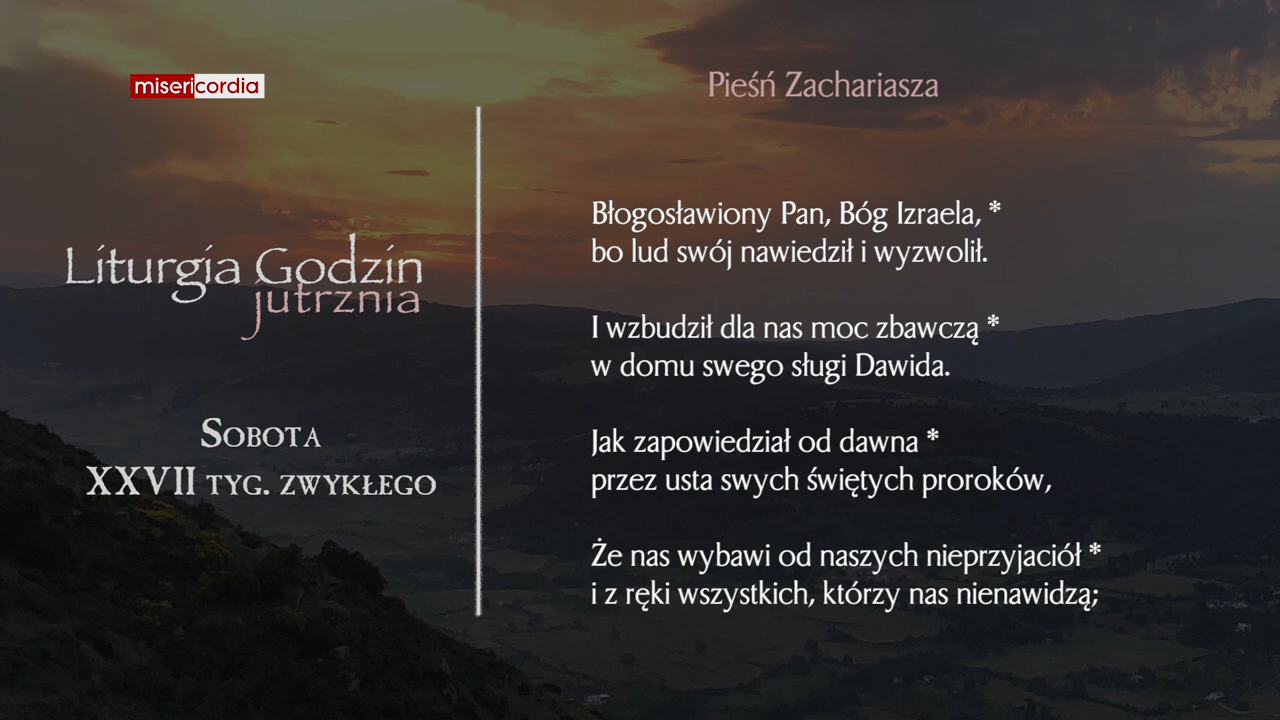 misericordia
Liturgia Godzin
jutrznia
Sobota
XXVII tyg. zwykłego
Pieśń Zachariasza
Błogosławiony Pan, Bóg Izraela, *
bo lud swój nawiedził i wyzwolił.
I wzbudził dla nas moc zbawczą *
w domu swego sługi Dawida.
Jak zapowiedział od dawna *
przez usta swych świętych proroków,
Że nas wybawi od naszych nieprzyjaciół *
i z ręki wszystkich, którzy nas nienawidzą;